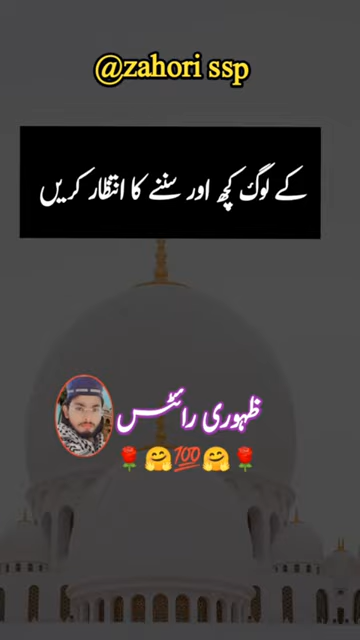 @zahori ssp
کے لوگ کچھ اور سننے کا انتظار کریں
ظہوری رائٹس
🌹🤗💯🤗🌹